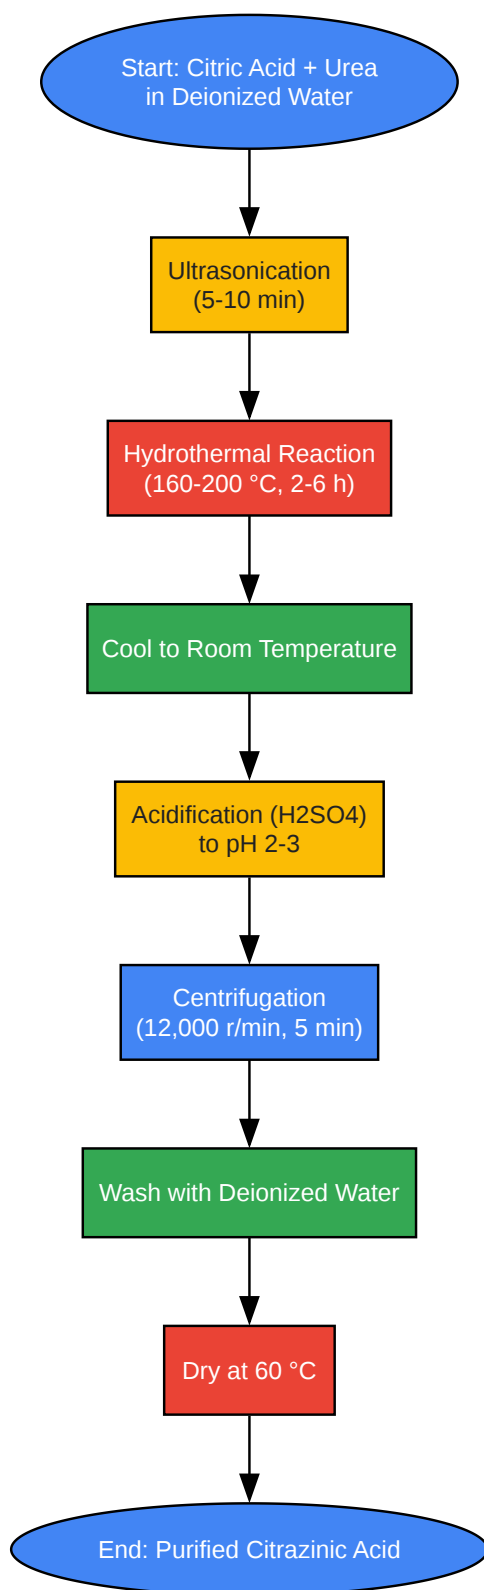 Start: Citric Acid + Urea
in Deionized Water
Ultrasonication
(5-10 min)
Hydrothermal Reaction
(160-200 °C, 2-6 h)
Cool to Room Temperature
Acidification (H2SO4)
to pH 2-3
Centrifugation
(12,000 r/min, 5 min)
Wash with Deionized Water
Dry at 60 °C
End: Purified Citrazinic Acid